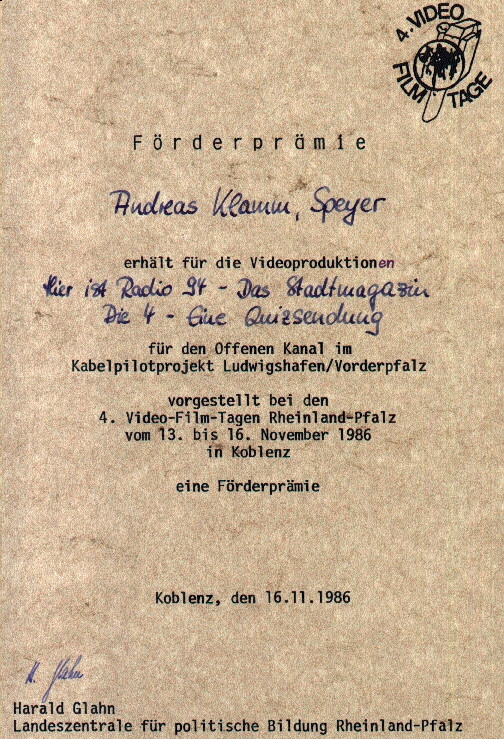 4. VIDEO
FILM TAGE
Förderprämie
Andreas Klamm, Speyer
erhält für die Videoproduktionen
Hier ist Radio 94 - Das Stadtmagazin
Die 4 - Eine Quizsendung
für den Offenen Kanal im
Kabelpilotprojekt Ludwigshafen/Vorderpfalz
vorgestellt bei den
4. Video-Film-Tagen Rheinland-Pfalz
vom 13. bis 16. November 1986
in Koblenz
eine Förderprämie
Koblenz, den 16.11.1986
H. Glahn
Harald Glahn
Landeszentrale für politische Bildung Rheinland-Pfalz